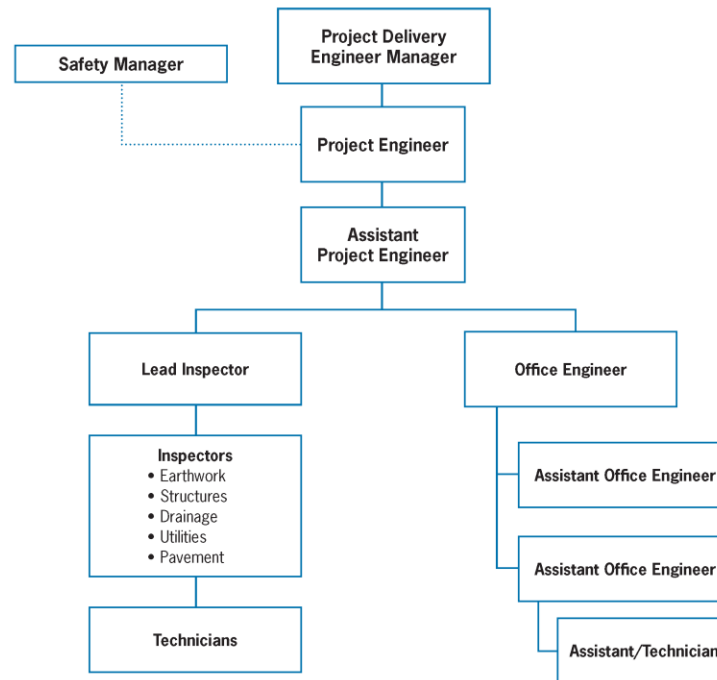 Project Delivery
Engineer Manager
Safety Manager
Project Engineer
Assistant
Project Engineer
Lead Inspector
Office Engineer
Inspectors
• Earthwork
• Structures
• Drainage
• Utilities
• Pavement
Assistant Office Engineer
Assistant Office Engineer
Technicians
Assistant/Technician